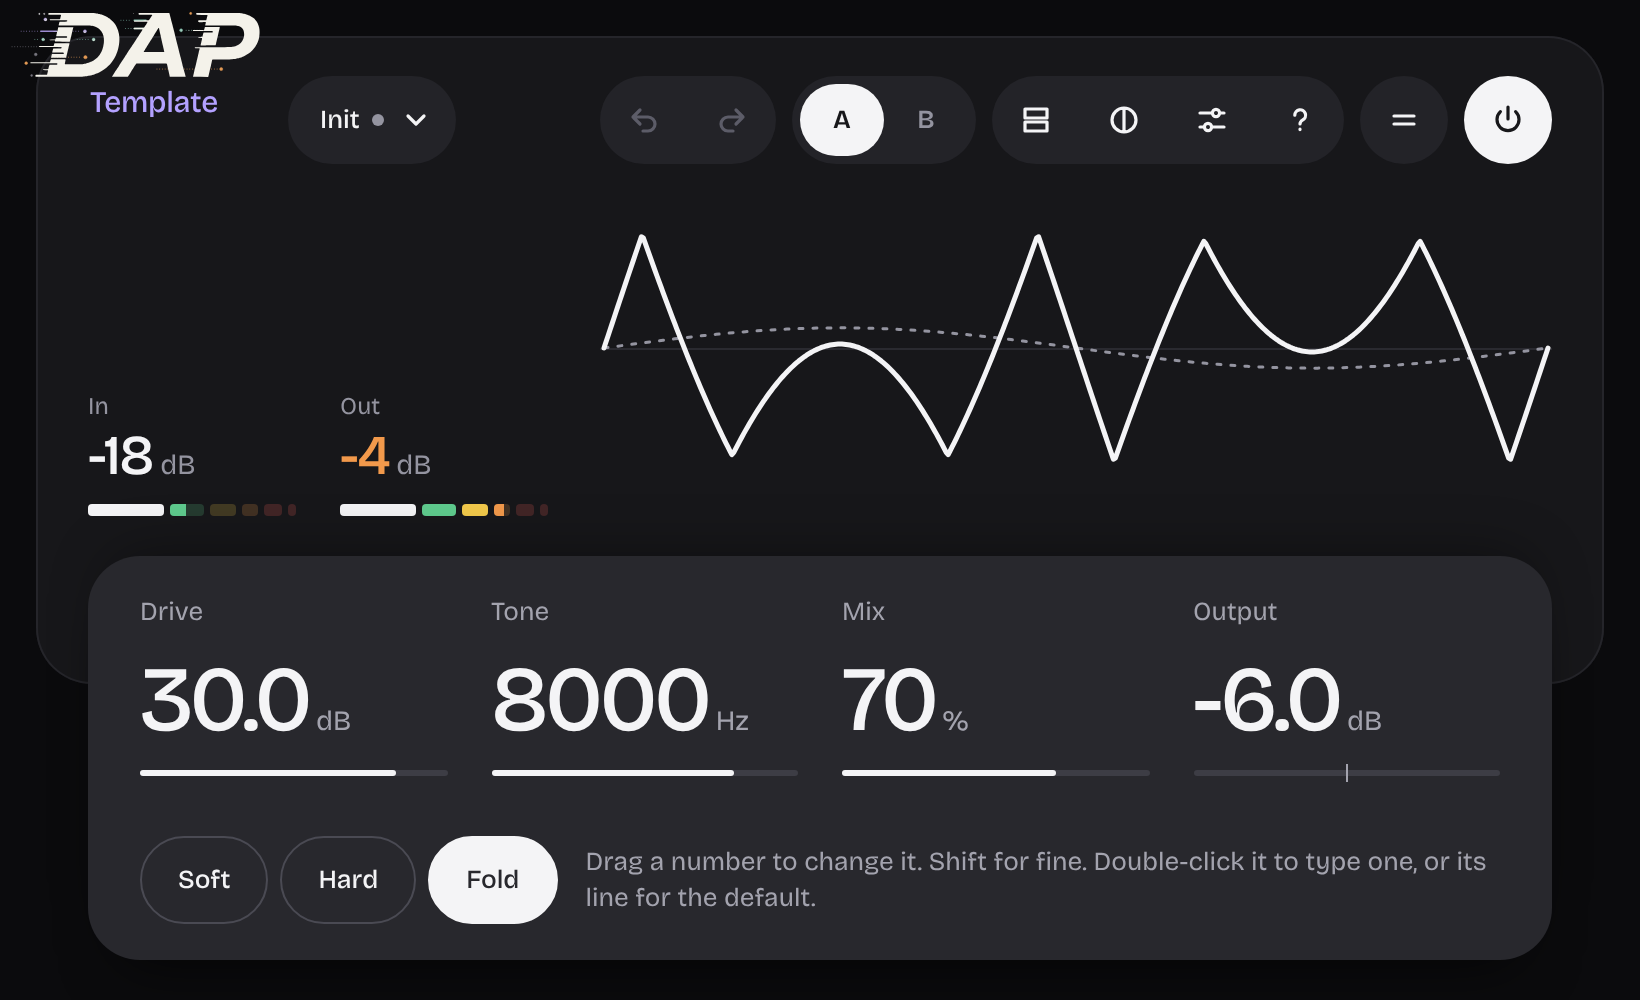 DAP
Template
Init
A
B
?
In
-18 dB
Out
-4 dB
Drive
30.0 dB
Tone
8000 Hz
Mix
70 %
Output
-6.0 dB
Soft
Hard
Fold
Drag a number to change it. Shift for fine. Double-click it to type one, or its
line for the default.